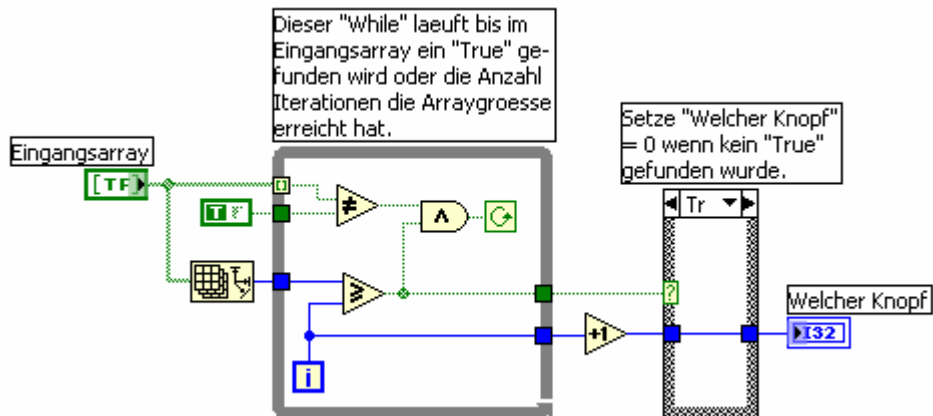 Dieser "While" laeuft bis im
Eingangsarray ein "True" ge-
funden wird oder die Anzahl
Iterationen die Arraygroesse
erreicht hat.
Setze "Welcher Knopf"
= 0 wenn kein "True"
gefunden wurde.
Eingangsarray
[TF]
T F
Tr
?
+1
Welcher Knopf
I32
i